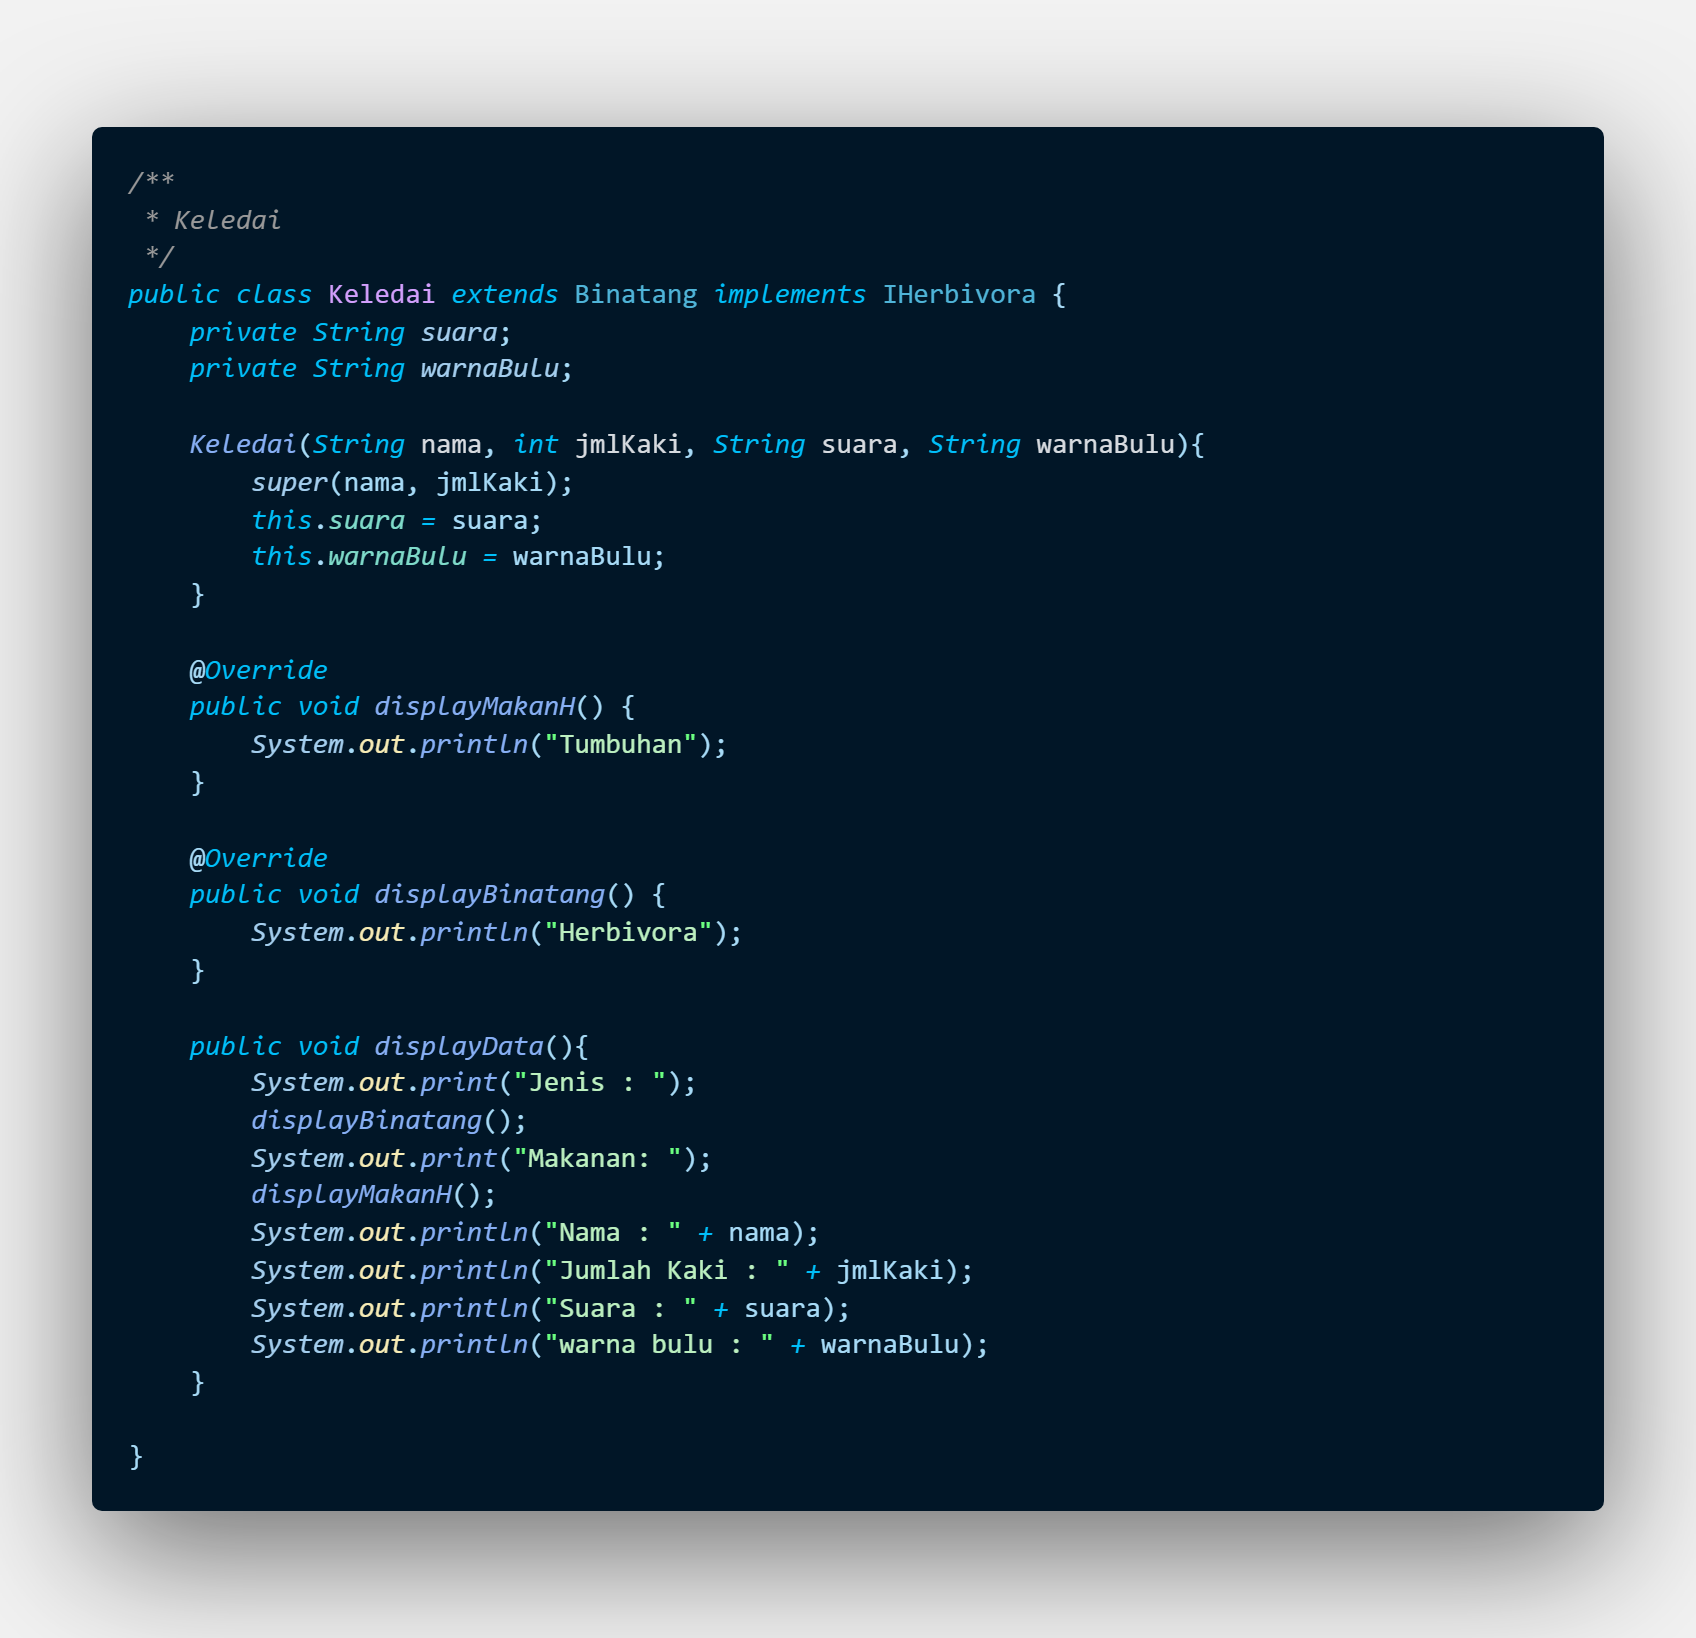 /**
 * Keledai
 */
public class Keledai extends Binatang implements IHerbivora {
    private String suara;
    private String warnaBulu;

    Keledai(String nama, int jmlKaki, String suara, String warnaBulu){
        super(nama, jmlKaki);
        this.suara = suara;
        this.warnaBulu = warnaBulu;
    }

    @Override
    public void displayMakanH() {
        System.out.println("Tumbuhan");
    }

    @Override
    public void displayBinatang() {
        System.out.println("Herbivora");
    }

    public void displayData(){
        System.out.print("Jenis : ");
        displayBinatang();
        System.out.print("Makanan: ");
        displayMakanH();
        System.out.println("Nama : " + nama);
        System.out.println("Jumlah Kaki : " + jmlKaki);
        System.out.println("Suara : " + suara);
        System.out.println("warna bulu : " + warnaBulu);
    }

}